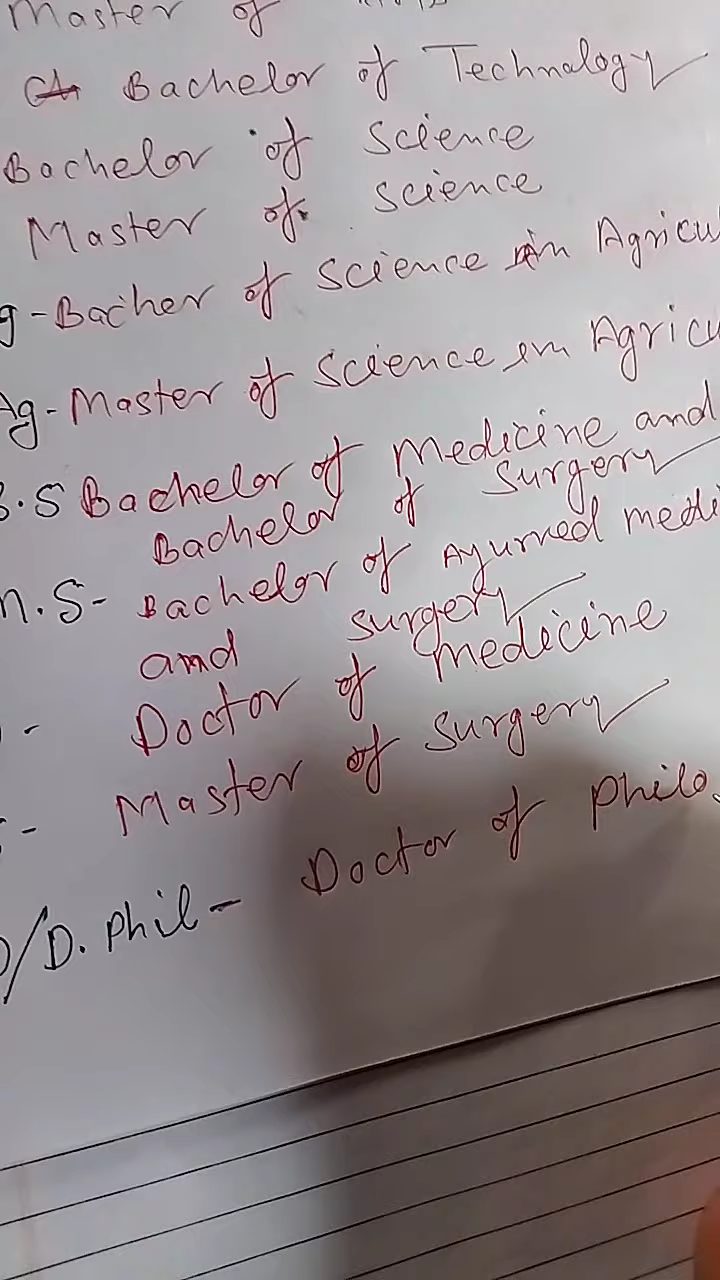 Master of
Bachelor of Technology
Bachelor of Science
Master of science
g-Bacher of Science in Agricu
Ag-Master of Science in Agricu
B.S Bachelor of medicine and
Bachelor of Surgery
M.S- Bachelor of Ayurved medi
and surgery
- Doctor of medicine
- Master of surgery
D/D.Phil- Doctor of Philo